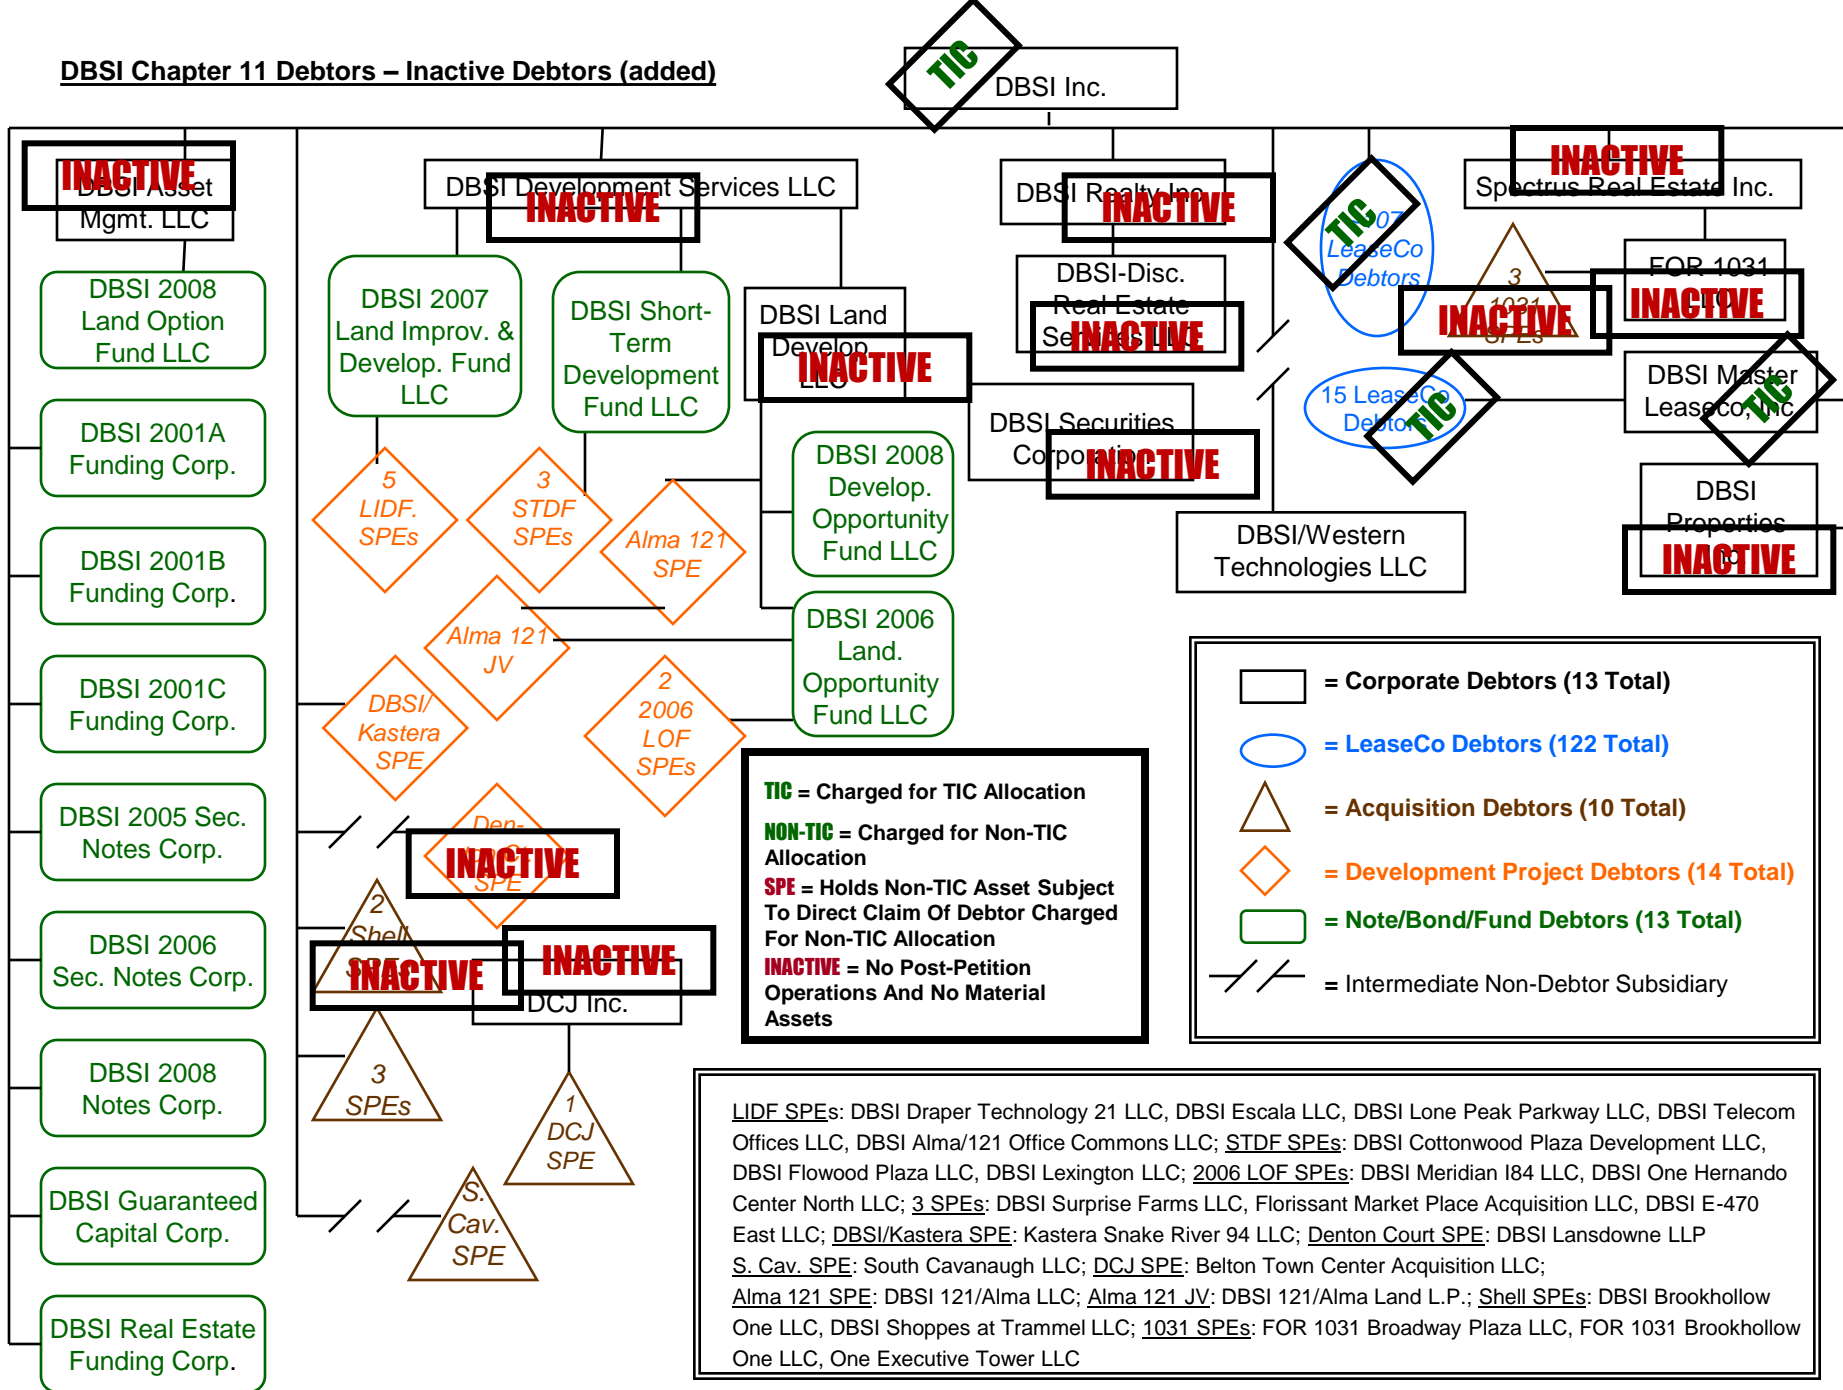 DBSI Chapter 11 Debtors – Inactive Debtors (added)
TIC
DBSI Inc.
INACTIVE
DBSI Asset
Mgmt. LLC
DBSI Development Services LLC
INACTIVE
DBSI Realty Inc.
INACTIVE
TIC
LeaseCo
Debtors
INACTIVE
Spectrus Real Estate Inc.
DBSI 2008
Land Option
Fund LLC
DBSI 2001A
Funding Corp.
DBSI 2001B
Funding Corp.
DBSI 2001C
Funding Corp.
DBSI 2005 Sec.
Notes Corp.
DBSI 2006
Sec. Notes Corp.
DBSI 2008
Notes Corp.
DBSI Guaranteed
Capital Corp.
DBSI Real Estate
Funding Corp.
DBSI 2007
Land Improv. &
Develop. Fund
LLC
DBSI Short-
Term
Development
Fund LLC
DBSI Land
Develop
LLC
INACTIVE
DBSI-Disc.
Real Estate
Services LLC
INACTIVE
DBSI Securities
Corporation
INACTIVE
3
1031
SPEs
INACTIVE
FOR 1031
LLC
INACTIVE
15 LeaseCo
Debtors
TIC
DBSI Master
Leaseco, Inc.
TIC
DBSI
Properties
Inc.
INACTIVE
DBSI/Western
Technologies LLC
5
LIDF.
SPEs
3
STDF
SPEs
Alma 121
SPE
DBSI 2008
Develop.
Opportunity
Fund LLC
Alma 121
JV
DBSI 2006
Land.
Opportunity
Fund LLC
DBSI/
Kastera
SPE
2
2006
LOF
SPEs
Den-
SPE
INACTIVE
2
Shell
SPEs
INACTIVE
INACTIVE
DCJ Inc.
3
SPEs
1
DCJ
SPE
S.
Cav.
SPE
TIC = Charged for TIC Allocation
NON-TIC = Charged for Non-TIC
Allocation
SPE = Holds Non-TIC Asset Subject
To Direct Claim Of Debtor Charged
For Non-TIC Allocation
INACTIVE = No Post-Petition
Operations And No Material
Assets
= Corporate Debtors (13 Total)
= LeaseCo Debtors (122 Total)
= Acquisition Debtors (10 Total)
= Development Project Debtors (14 Total)
= Note/Bond/Fund Debtors (13 Total)
= Intermediate Non-Debtor Subsidiary
LIDF SPEs: DBSI Draper Technology 21 LLC, DBSI Escala LLC, DBSI Lone Peak Parkway LLC, DBSI Telecom
Offices LLC, DBSI Alma/121 Office Commons LLC; STDF SPEs: DBSI Cottonwood Plaza Development LLC,
DBSI Flowood Plaza LLC, DBSI Lexington LLC; 2006 LOF SPEs: DBSI Meridian I84 LLC, DBSI One Hernando
Center North LLC; 3 SPEs: DBSI Surprise Farms LLC, Florissant Market Place Acquisition LLC, DBSI E-470
East LLC; DBSI/Kastera SPE: Kastera Snake River 94 LLC; Denton Court SPE: DBSI Lansdowne LLP
S. Cav. SPE: South Cavanaugh LLC; DCJ SPE: Belton Town Center Acquisition LLC;
Alma 121 SPE: DBSI 121/Alma LLC; Alma 121 JV: DBSI 121/Alma Land L.P.; Shell SPEs: DBSI Brookhollow
One LLC, DBSI Shoppes at Trammel LLC; 1031 SPEs: FOR 1031 Broadway Plaza LLC, FOR 1031 Brookhollow
One LLC, One Executive Tower LLC